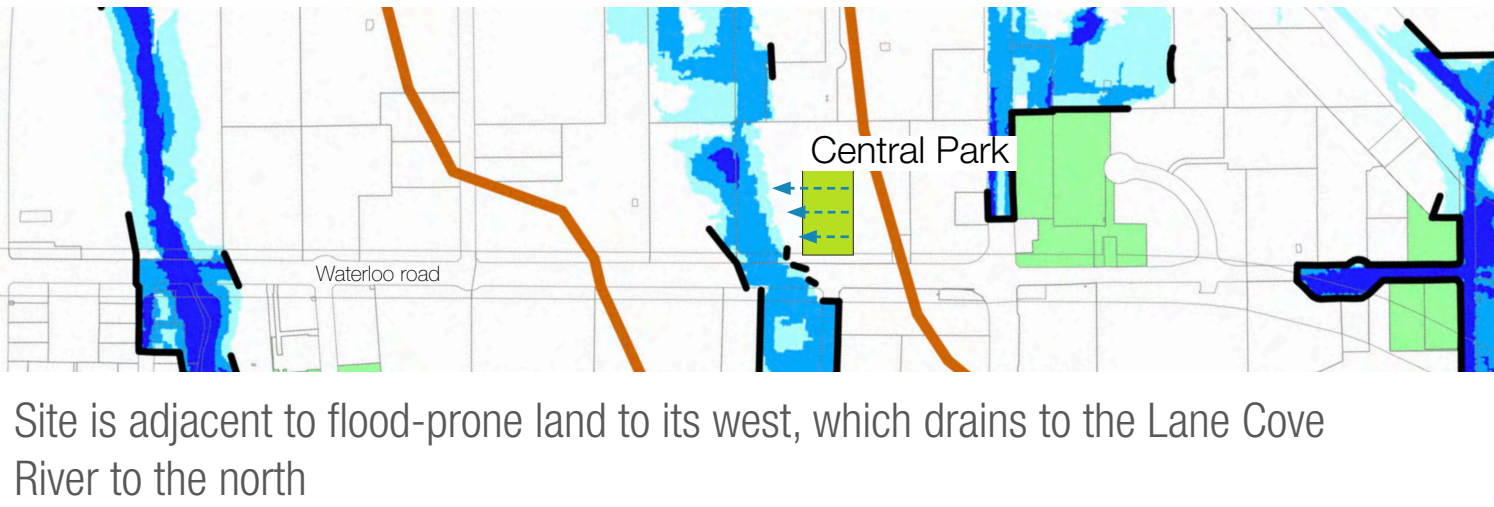 Central Park
Waterloo road
Site is adjacent to flood-prone land to its west, which drains to the Lane Cove
River to the north